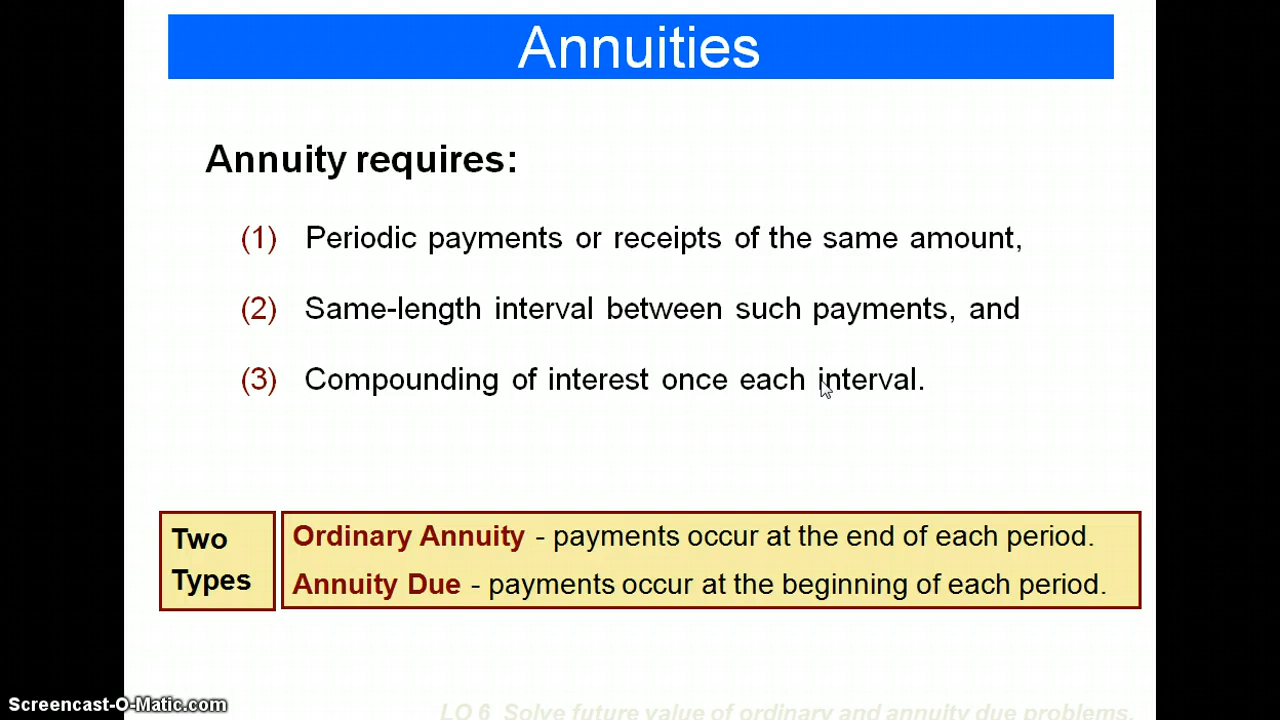 Annuities
Annuity requires:
(1) Periodic payments or receipts of the same amount,
(2) Same-length interval between such payments, and
(3) Compounding of interest once each interval.
Two
Types
Ordinary Annuity - payments occur at the end of each period.
Annuity Due - payments occur at the beginning of each period.
Screencast-O-Matic.com
LO 6 Solve future value of ordinary and annuity due problems.